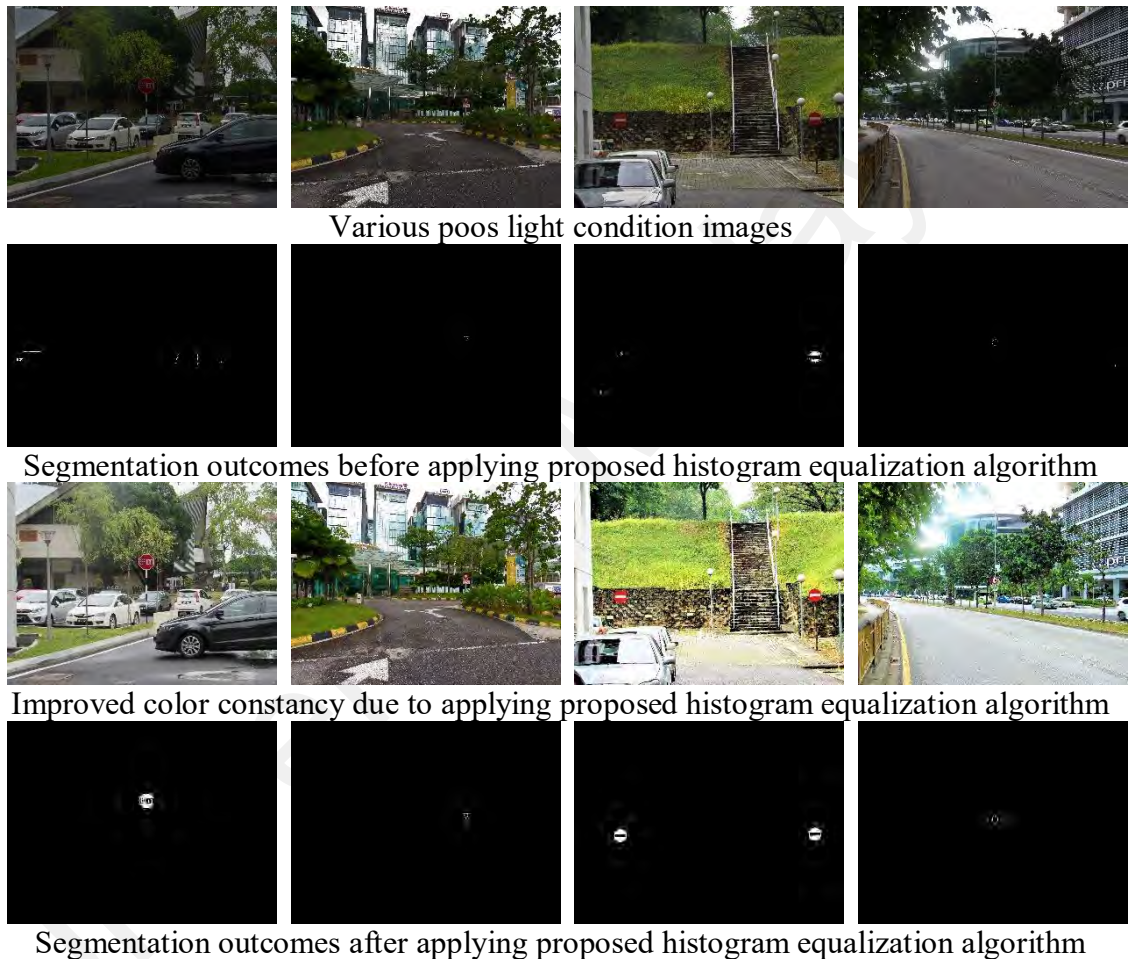 Various poos light condition images
Segmentation outcomes before applying proposed histogram equalization algorithm
Improved color constancy due to applying proposed histogram equalization algorithm
Segmentation outcomes after applying proposed histogram equalization algorithm